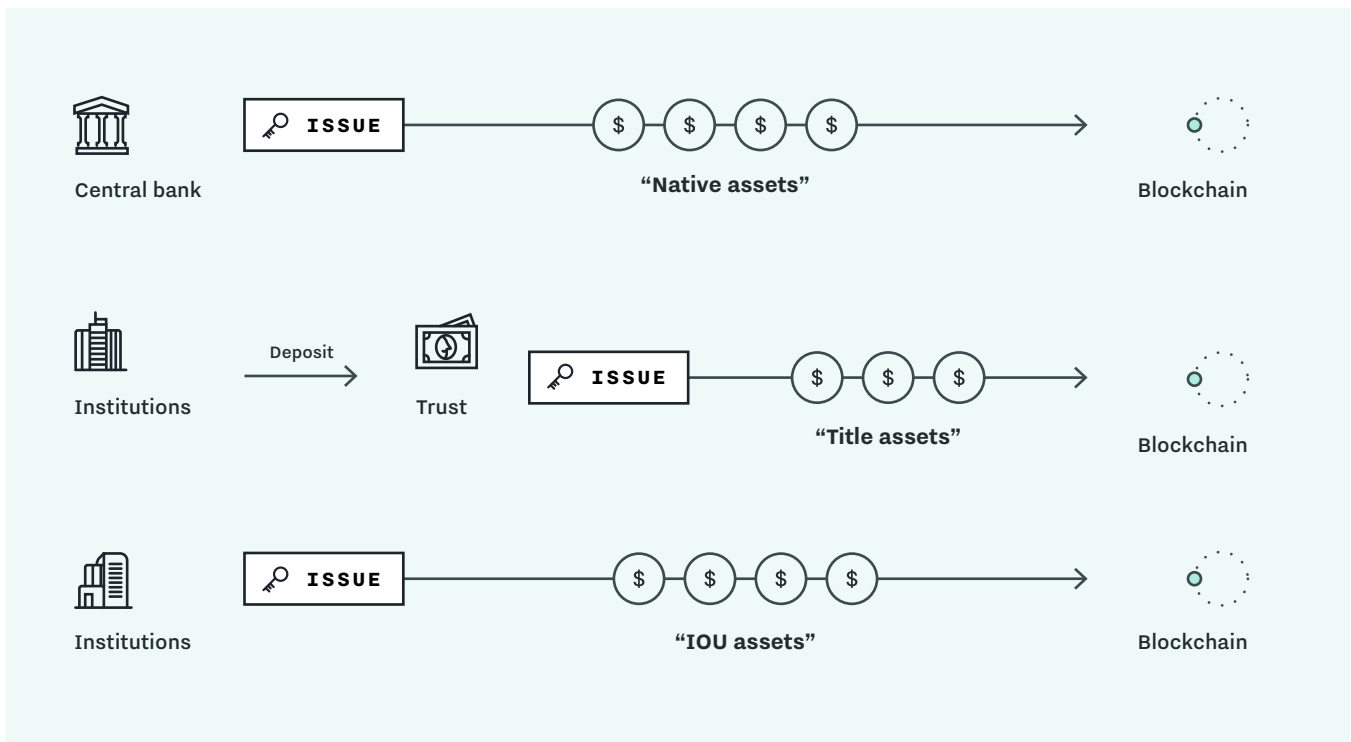 ISSUE
$ $ $ $
"Native assets"
Central bank
Blockchain
Deposit
ISSUE
$ $ $
Institutions
Trust
"Title assets"
Blockchain
ISSUE
$ $ $ $
Institutions
“IOU assets”
Blockchain